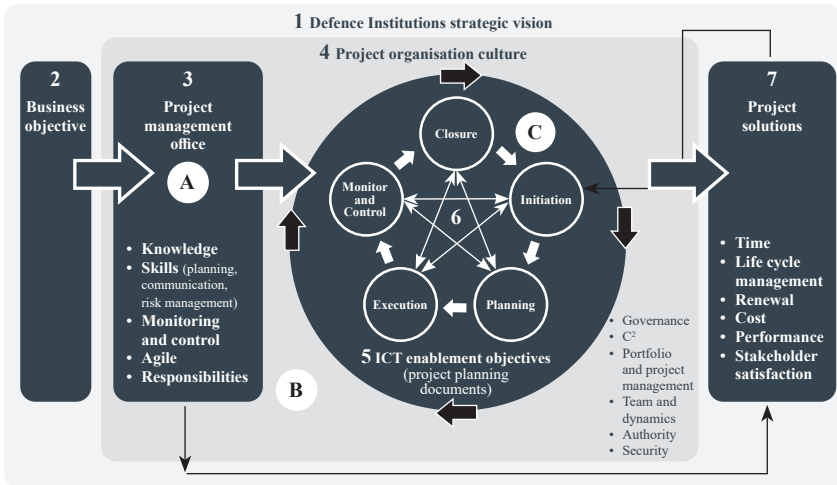 1 Defence Institutions strategic vision
4 Project organisation culture
2
Business
objective
3
Project
management
office
A
• Knowledge
• Skills (planning,
communication,
risk management)
• Monitoring
and control
• Agile
• Responsibilities
B
C
Closure
Monitor
and
Control
Initiation
6
Execution
Planning
5 ICT enablement objectives
(project planning
documents)
• Governance
• C²
• Portfolio
and project
management
• Team and
dynamics
• Authority
• Security
7
Project
solutions
• Time
• Life cycle
management
• Renewal
• Cost
• Performance
• Stakeholder
satisfaction